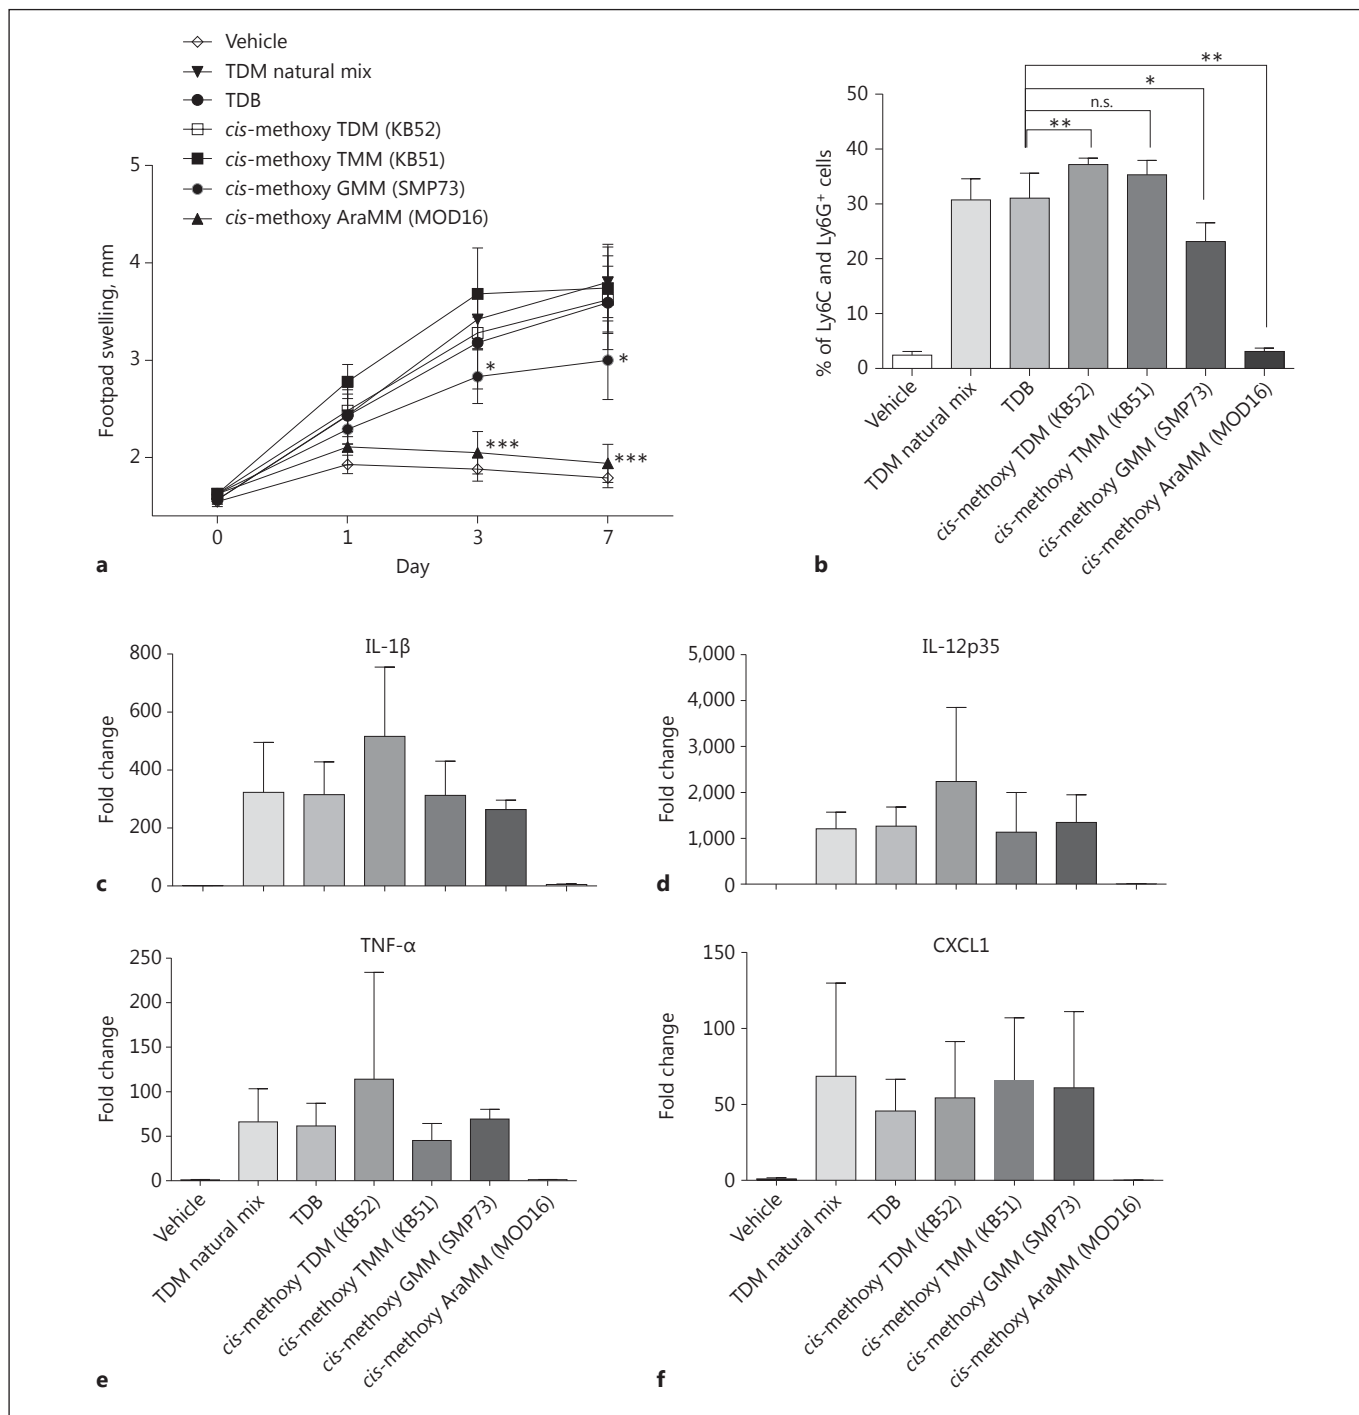 Vehicle
TDM natural mix
TDB
cis-methoxy TDM (KB52)
cis-methoxy TMM (KB51)
cis-methoxy GMM (SMP73)
cis-methoxy AraMM (MOD16)
Footpad swelling, mm
5
4
3
2
*
*
***
***
0
1
3
7
Day
a
% of Ly6C and Ly6G⁺ cells
50
40
30
20
10
0
**
*
n.s.
**
Vehicle
TDM natural mix
TDB
cis-methoxy TDM (KB52)
cis-methoxy TMM (KB51)
cis-methoxy GMM (SMP73)
cis-methoxy AraMM (MOD16)
b
IL-1β
Fold change
800
600
400
200
0
c
IL-12p35
Fold change
5,000
4,000
3,000
2,000
1,000
0
d
TNF-α
Fold change
250
200
150
100
50
0
Vehicle
TDM natural mix
TDB
cis-methoxy TDM (KB52)
cis-methoxy TMM (KB51)
cis-methoxy GMM (SMP73)
cis-methoxy AraMM (MOD16)
e
CXCL1
Fold change
150
100
50
0
Vehicle
TDM natural mix
TDB
cis-methoxy TDM (KB52)
cis-methoxy TMM (KB51)
cis-methoxy GMM (SMP73)
cis-methoxy AraMM (MOD16)
f